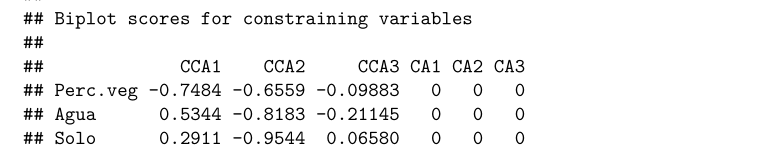 ## Biplot scores for constraining variables
##
##            CCA1    CCA2     CCA3 CA1 CA2 CA3
## Perc.veg -0.7484 -0.6559 -0.09883   0   0   0
## Agua      0.5344 -0.8183 -0.21145   0   0   0
## Solo      0.2911 -0.9544  0.06580   0   0   0